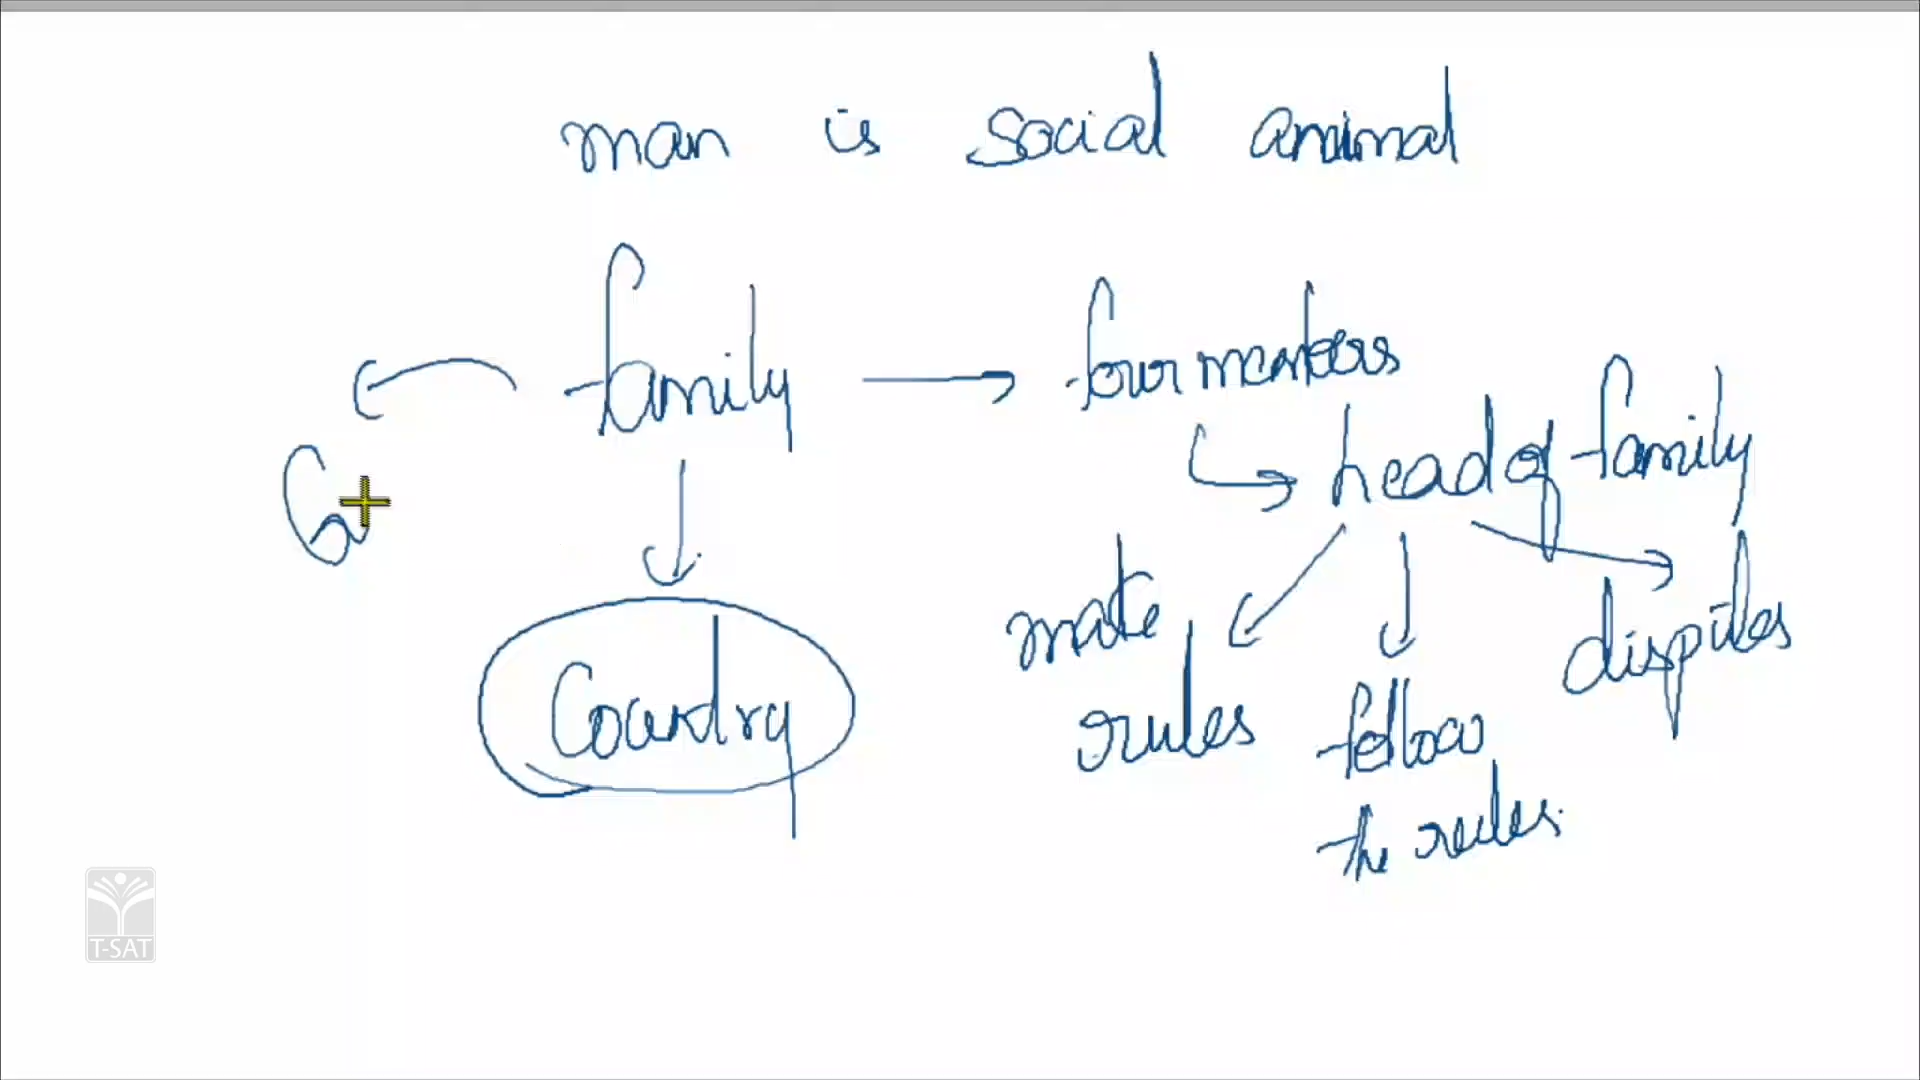 man is social animal
family
four members
head of family
make
rules
follow
the rules.
disputes
Country
T-SAT